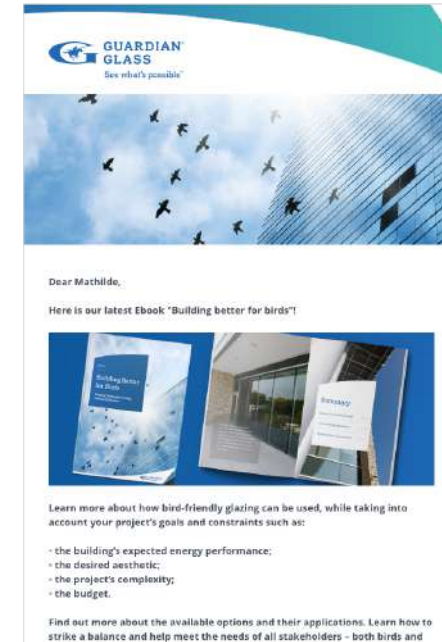 GUARDIAN
GLASS
See what's possible™
Dear Mathilde,
Here is our latest Ebook "Building better for birds"!
Building Better
for Birds
Summary
Learn more about how bird-friendly glazing can be used, while taking into
account your project's goals and constraints such as:
- the building's expected energy performance;
- the desired aesthetic;
- the project's complexity;
- the budget.
Find out more about the available options and their applications. Learn how to
strike a balance and help meet the needs of all stakeholders – both birds and